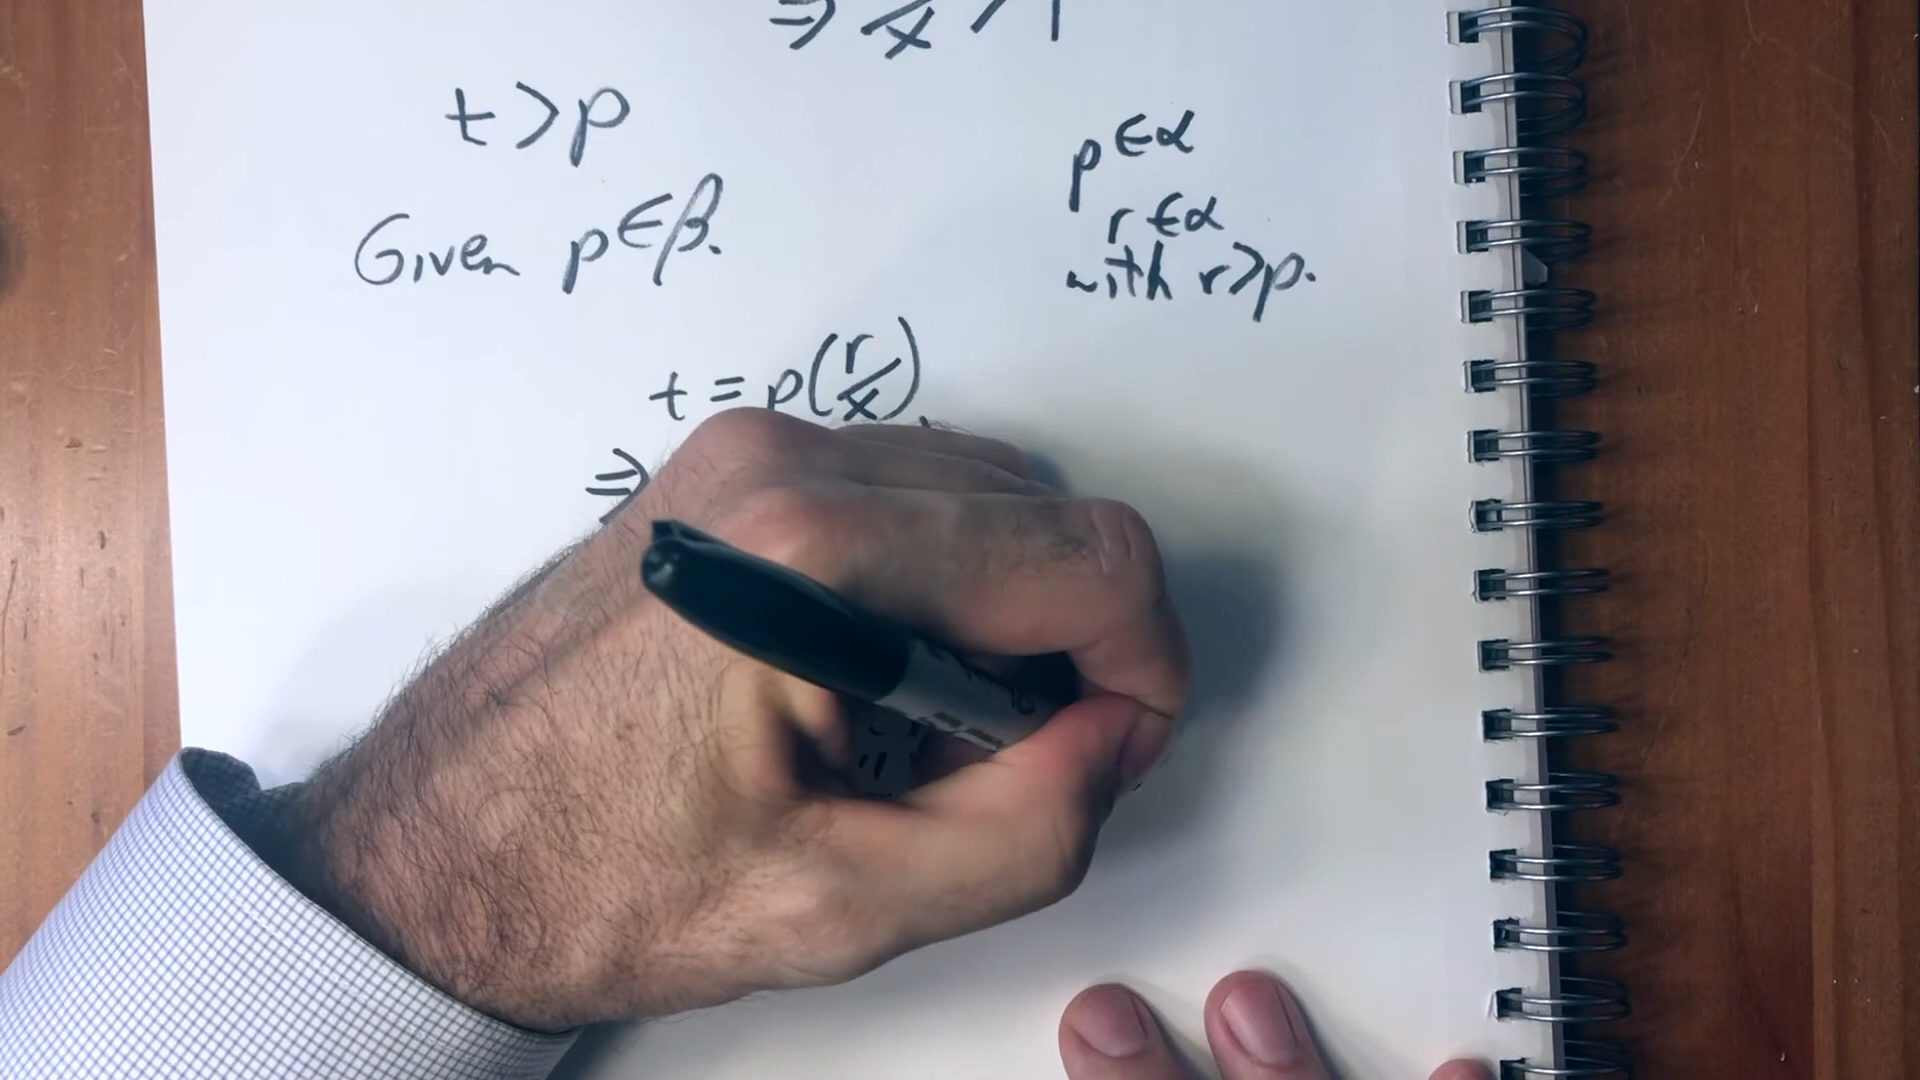 t > p
p ∈ α
r ∈ α
Given p ∈ β.
with r > p.
t = p(r/x)
⇒